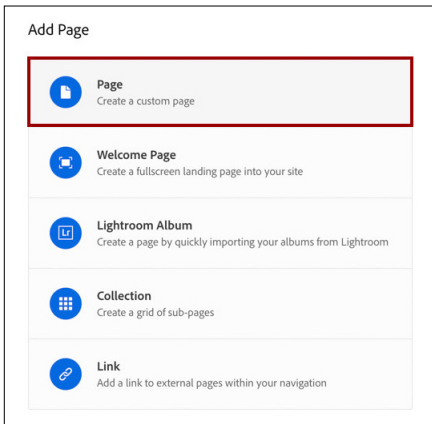 Add Page
Page
Create a custom page
Welcome Page
Create a fullscreen landing page into your site
Lr
Lightroom Album
Create a page by quickly importing your albums from Lightroom
Collection
Create a grid of sub-pages
Link
Add a link to external pages within your navigation